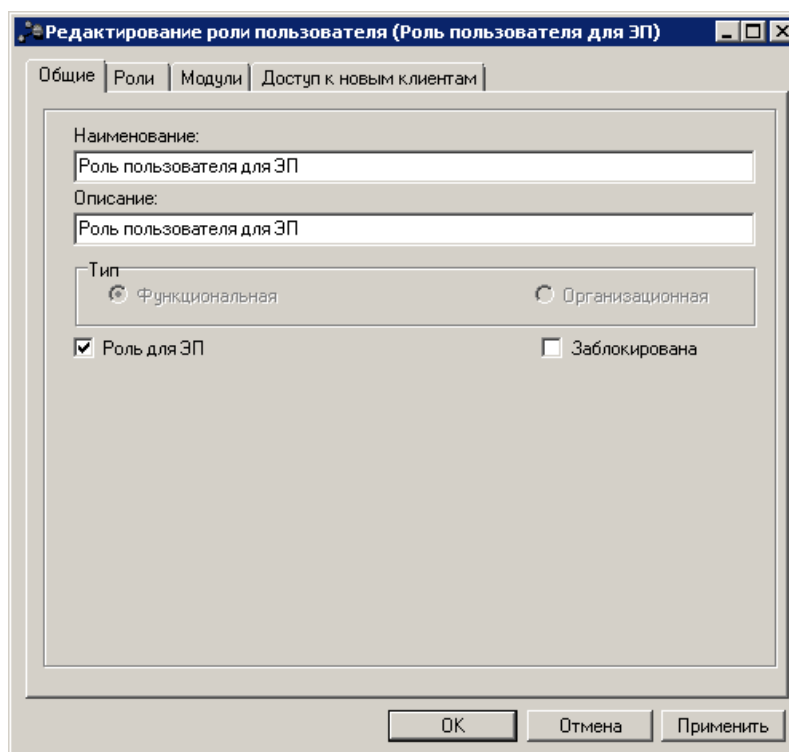 Редактирование роли пользователя (Роль пользователя для ЭП)
Общие Роли Модули Доступ к новым клиентам
Наименование:
Роль пользователя для ЭП
Описание:
Роль пользователя для ЭП
Тип
Функциональная Организационная
Роль для ЭП Заблокирована
OK Отмена Применить